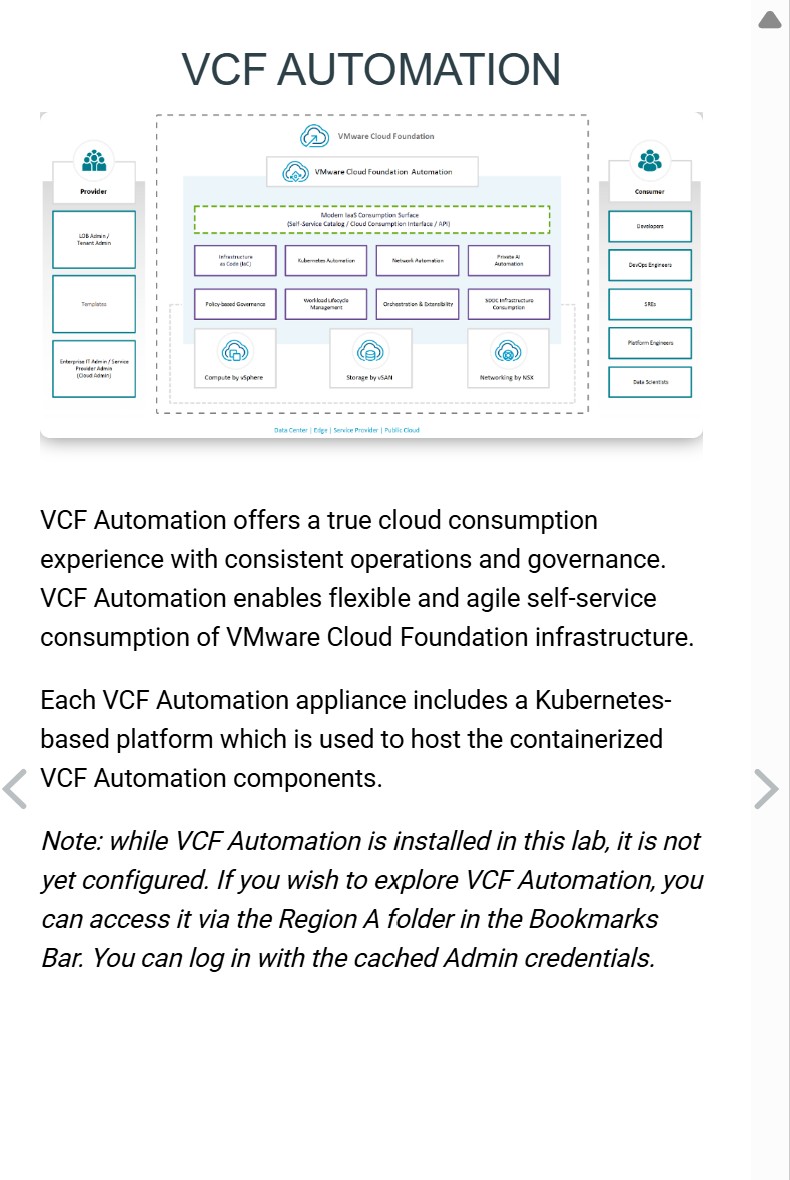 VCF AUTOMATION
VMware Cloud Foundation
VMware Cloud Foundation Automation
Provider
LOB Admin /
Tenant Admin
Templates
Enterprise IT Admin / Service
Provider Admin
(Cloud Admin)
Modern IaaS Consumption Surface
(Self-Service Catalog / Cloud Consumption Interface / API)
Infrastructure
as Code (IaC)
Kubernetes Automation
Network Automation
Private AI
Automation
Policy-based Governance
Workload Lifecycle
Management
Orchestration & Extensibility
SDDC Infrastructure
Consumption
Compute by vSphere
Storage by vSAN
Networking by NSX
Consumer
Developers
DevOps Engineers
SREs
Platform Engineers
Data Scientists
Data Center | Edge | Service Provider | Public Cloud
VCF Automation offers a true cloud consumption
experience with consistent operations and governance.
VCF Automation enables flexible and agile self-service
consumption of VMware Cloud Foundation infrastructure.
Each VCF Automation appliance includes a Kubernetes-
based platform which is used to host the containerized
VCF Automation components.
Note: while VCF Automation is installed in this lab, it is not
yet configured. If you wish to explore VCF Automation, you
can access it via the Region A folder in the Bookmarks
Bar. You can log in with the cached Admin credentials.